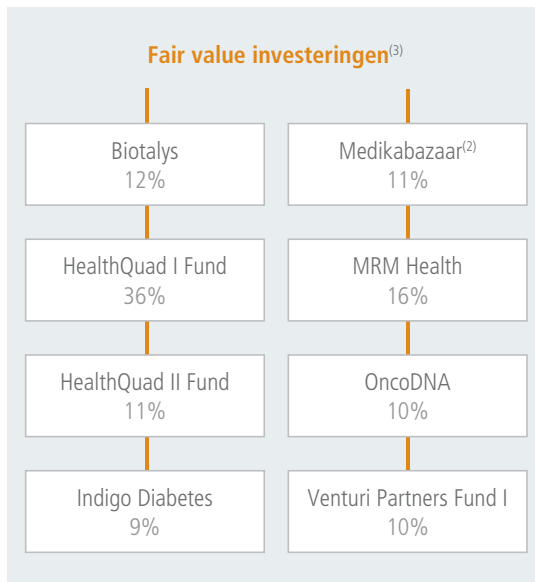 Fair value investeringen(3)
Biotalys
12%
HealthQuad I Fund
36%
HealthQuad II Fund
11%
Indigo Diabetes
9%
Medikabazaar(2)
11%
MRM Health
16%
OncoDNA
10%
Venturi Partners Fund I
10%